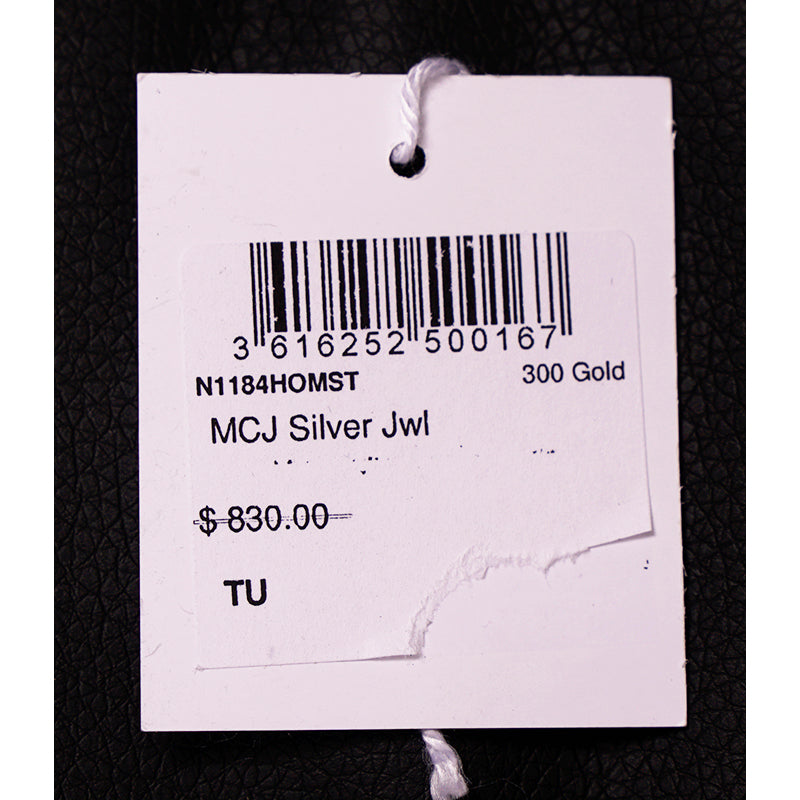 3 616252 500167
N1184HOMST 300 Gold
MCJ Silver Jwl
$ 830.00
TU